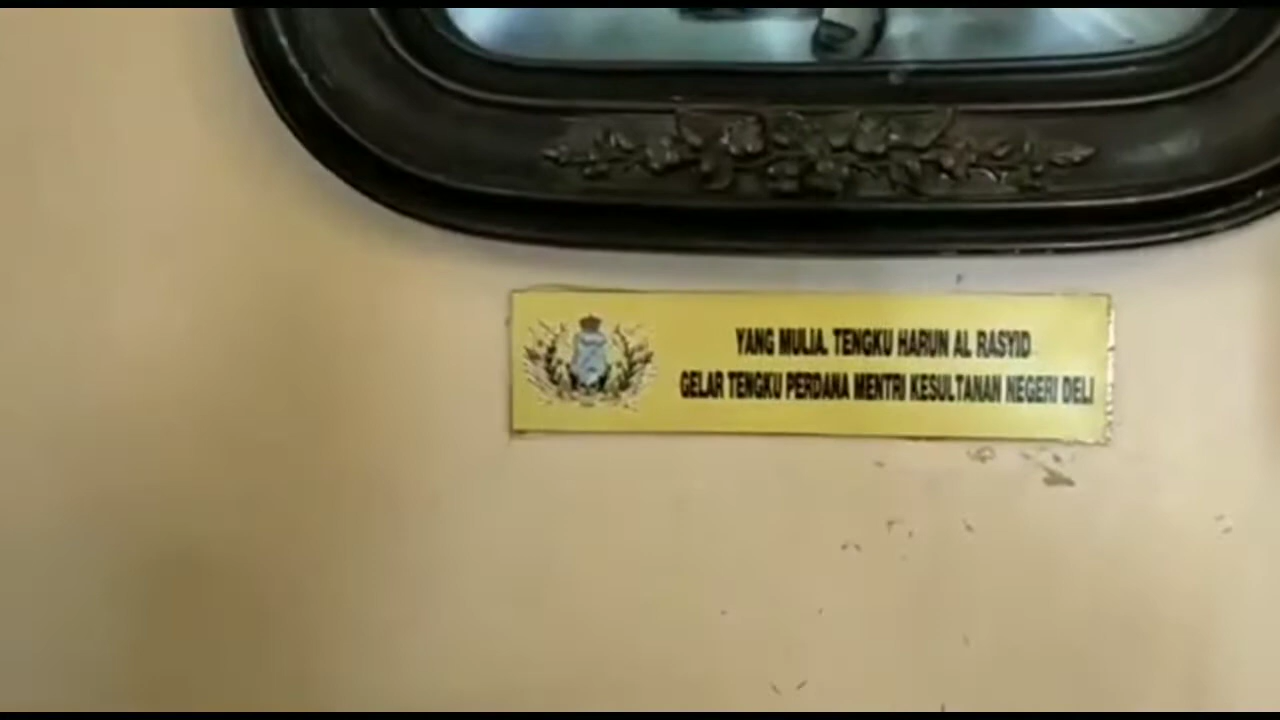 YANG MULIA. TENGKU HARUN AL RASYID
GELAR TENGKU PERDANA MENTRI KESULTANAN NEGERI DELI